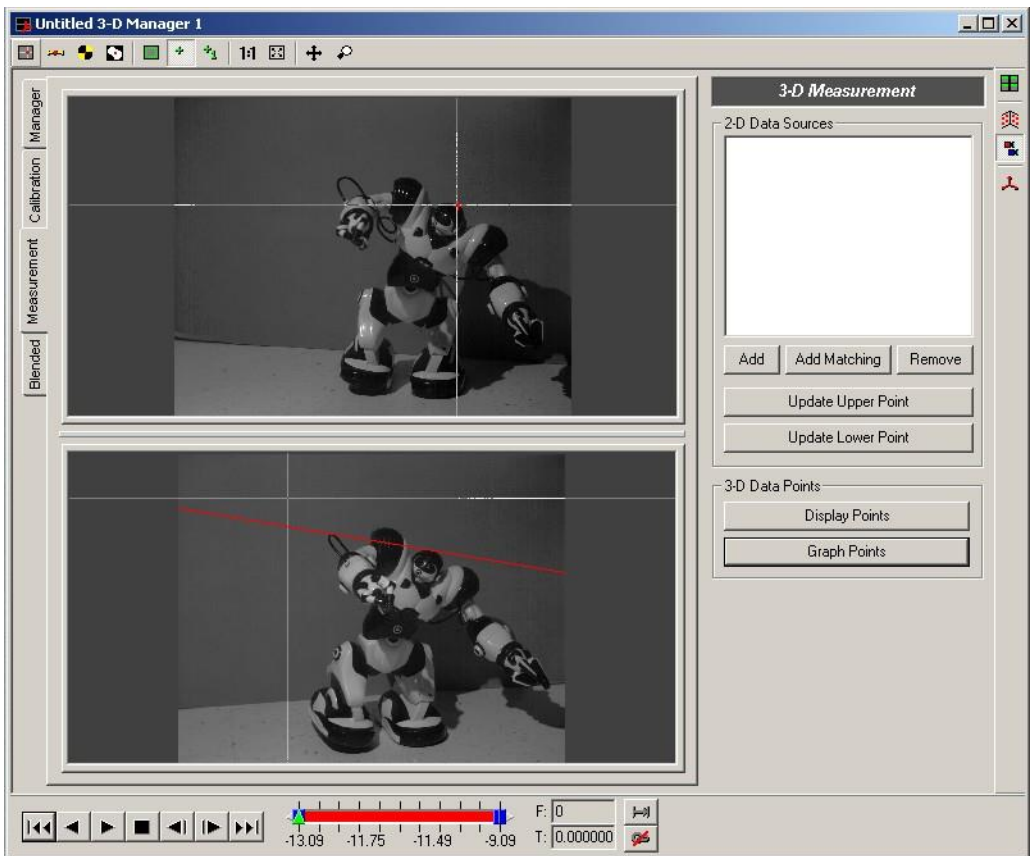 Untitled 3-D Manager 1
1:1
Manager
Calibration
Measurement
Blended
3-D Measurement
2-D Data Sources
Add
Add Matching
Remove
Update Upper Point
Update Lower Point
3-D Data Points
Display Points
Graph Points
-13.09 -11.75 -11.49 -9.09
F: 0
T: 0.000000